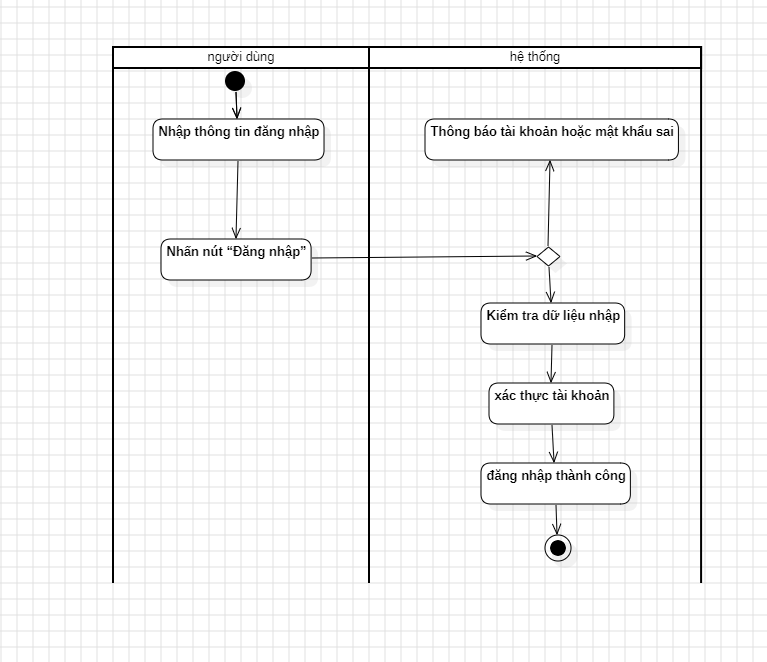 người dùng
hệ thống
Nhập thông tin đăng nhập
Thông báo tài khoản hoặc mật khẩu sai
Nhấn nút “Đăng nhập”
Kiểm tra dữ liệu nhập
xác thực tài khoản
đăng nhập thành công